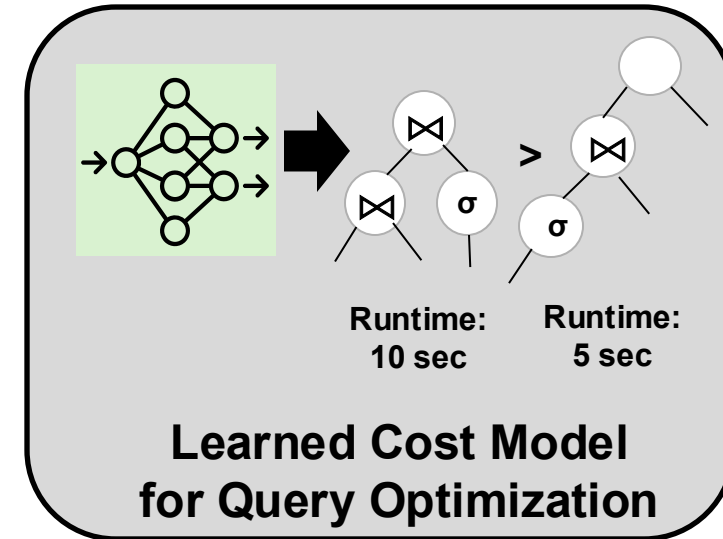 ⋈
>
⋈
⋈
σ
σ
Runtime:
10 sec
Runtime:
5 sec
Learned Cost Model
for Query Optimization